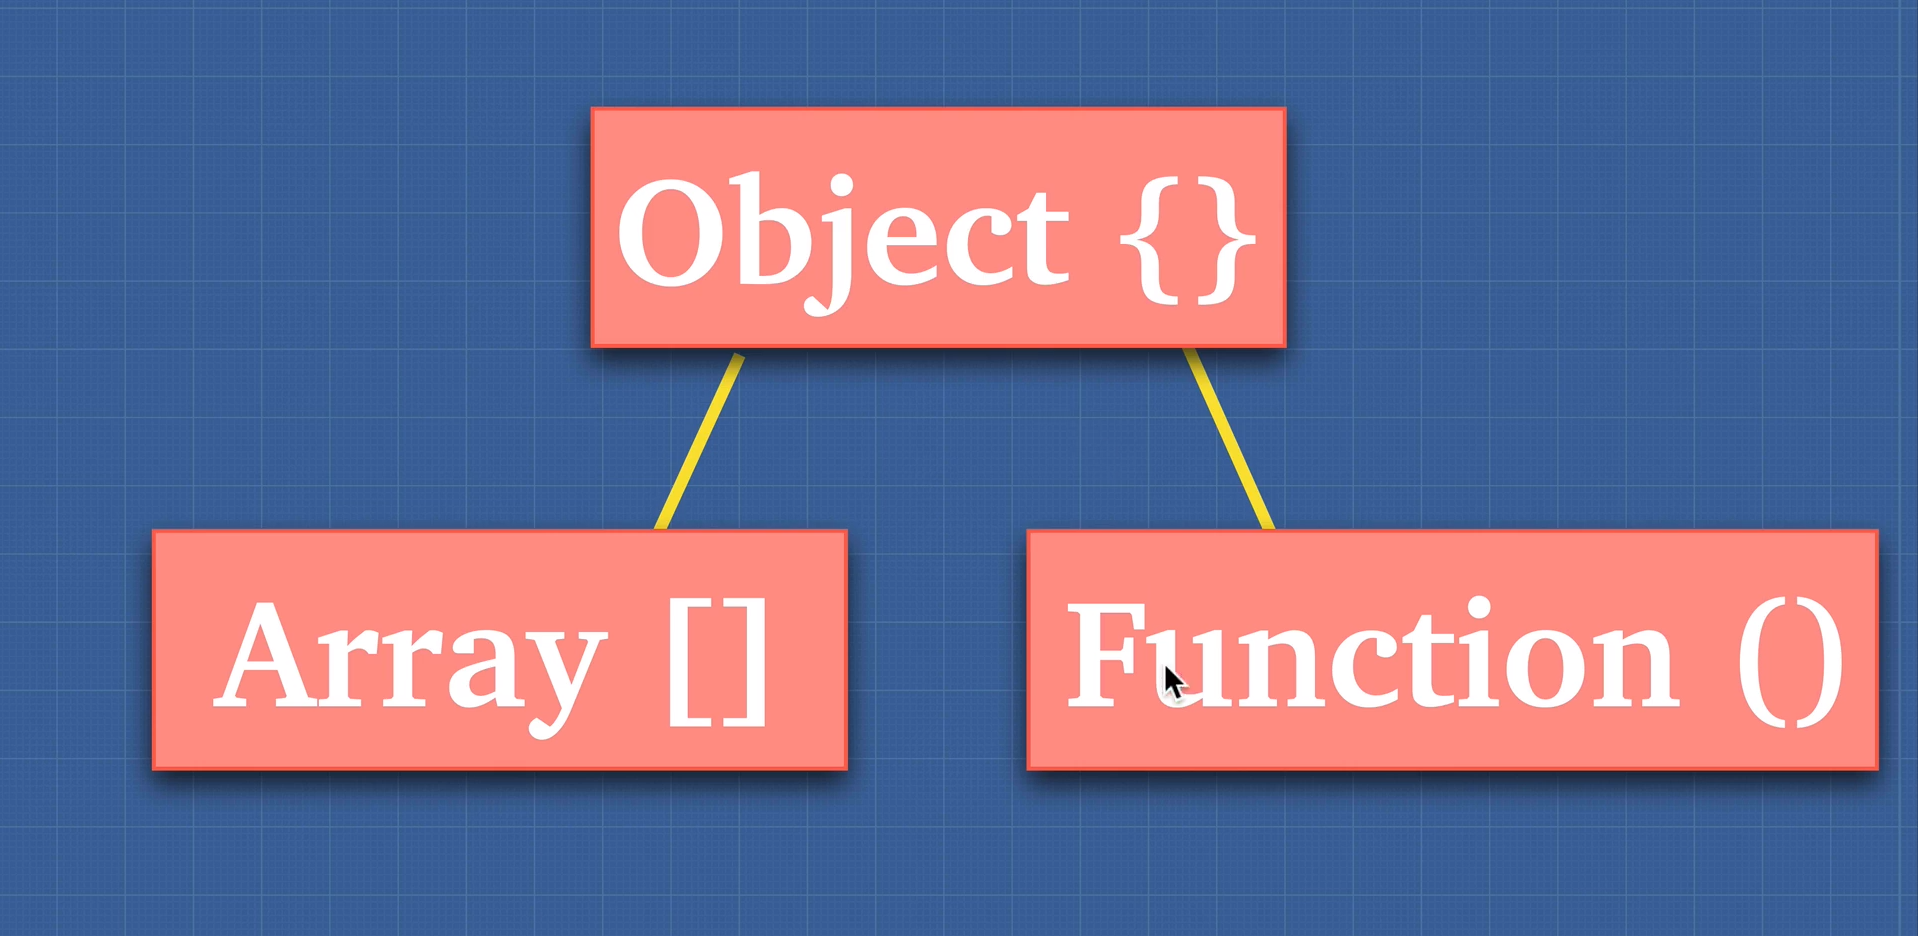 Object {}
Array []
Function ()